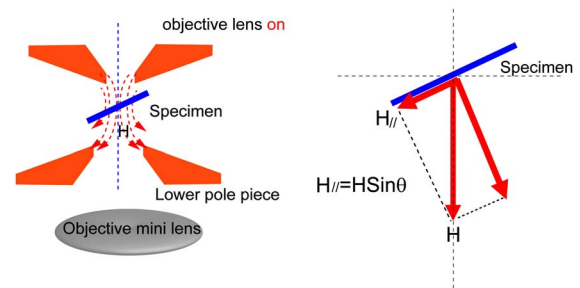 objective lens on
Specimen
H
Lower pole piece
Objective mini lens
Specimen
H//
H//=HSinθ
H